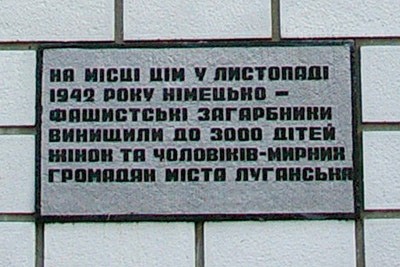 НА МІСЦІ ЦІМ У ЛИСТОПАДІ
1942 РОКУ НІМЕЦЬКО –
ФАШИСТСЬКІ ЗАГАРБНИКИ
ВИНИЩИЛИ ДО 3000 ДІТЕЙ
ЖІНОК ТА ЧОЛОВІКІВ-МИРНИХ
ГРОМАДЯН МІСТА ЛУГАНСЬКА